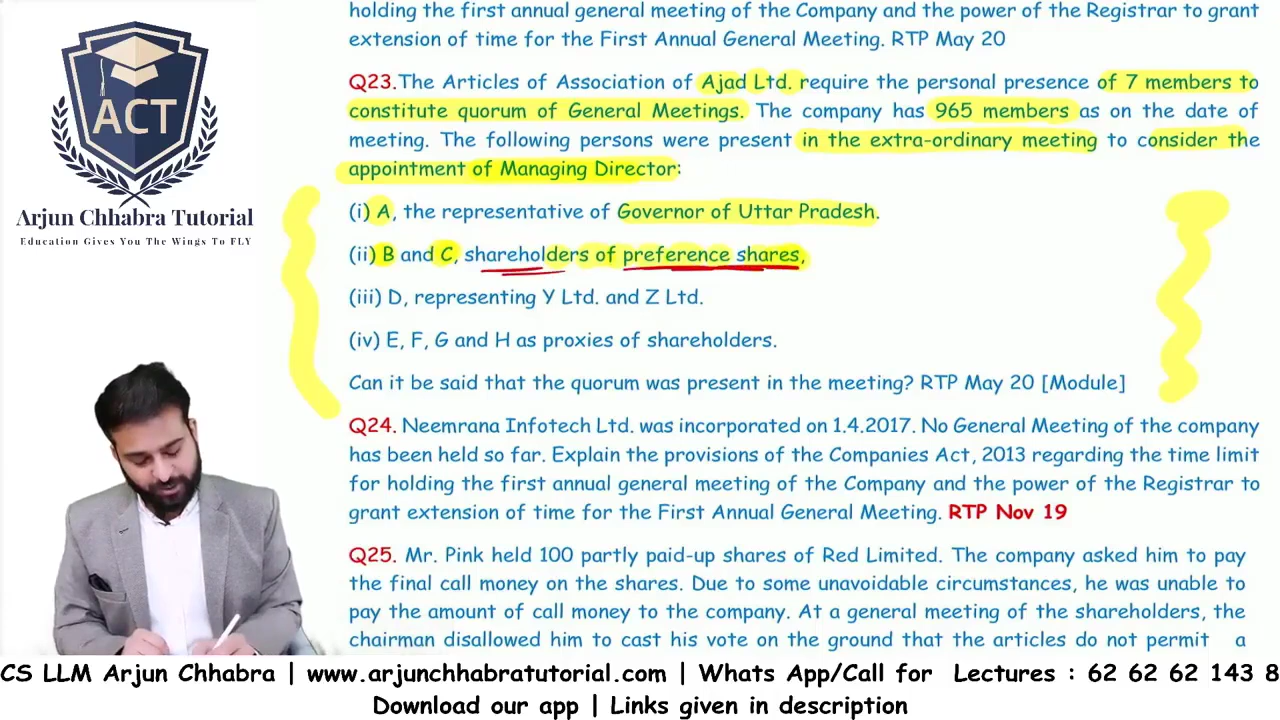 holding the first annual general meeting of the Company and the power of the Registrar to grant
extension of time for the First Annual General Meeting. RTP May 20
Q23.The Articles of Association of Ajad Ltd. require the personal presence of 7 members to
constitute quorum of General Meetings. The company has 965 members as on the date of
meeting. The following persons were present in the extra-ordinary meeting to consider the
appointment of Managing Director:
(i) A, the representative of Governor of Uttar Pradesh.
(ii) B and C, shareholders of preference shares,
(iii) D, representing Y Ltd. and Z Ltd.
(iv) E, F, G and H as proxies of shareholders.
Can it be said that the quorum was present in the meeting? RTP May 20 [Module]
Q24. Neemrana Infotech Ltd. was incorporated on 1.4.2017. No General Meeting of the company
has been held so far. Explain the provisions of the Companies Act, 2013 regarding the time limit
for holding the first annual general meeting of the Company and the power of the Registrar to
grant extension of time for the First Annual General Meeting. RTP Nov 19
Q25. Mr. Pink held 100 partly paid-up shares of Red Limited. The company asked him to pay
the final call money on the shares. Due to some unavoidable circumstances, he was unable to
pay the amount of call money to the company. At a general meeting of the shareholders, the
chairman disallowed him to cast his vote on the ground that the articles do not permit a
ACT
Arjun Chhabra Tutorial
Education Gives You The Wings To FLY
CS LLM Arjun Chhabra | www.arjunchhabratutorial.com | Whats App/Call for Lectures : 62 62 62 143 8
Download our app | Links given in description